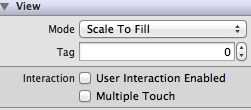 View
Mode Scale To Fill
Tag 0
Interaction User Interaction Enabled
Multiple Touch